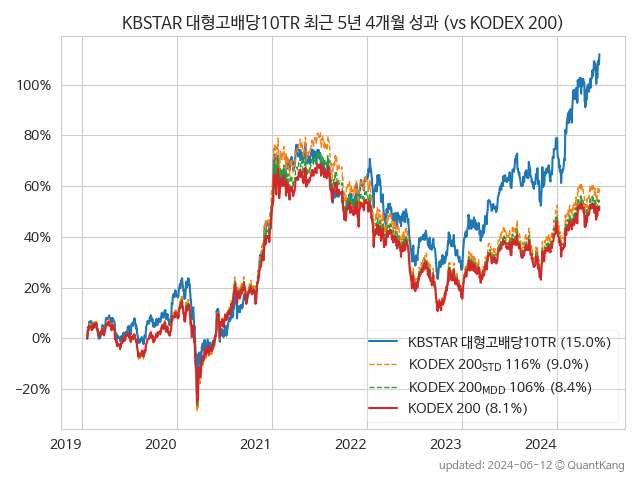 KBSTAR 대형고배당10TR 최근 5년 4개월 성과 (vs KODEX 200)
100%
80%
60%
40%
20%
0%
−20%
KBSTAR 대형고배당10TR (15.0%)
KODEX 200STD 116% (9.0%)
KODEX 200MDD 106% (8.4%)
KODEX 200 (8.1%)
2019 2020 2021 2022 2023 2024
updated: 2024-06-12 © QuantKang